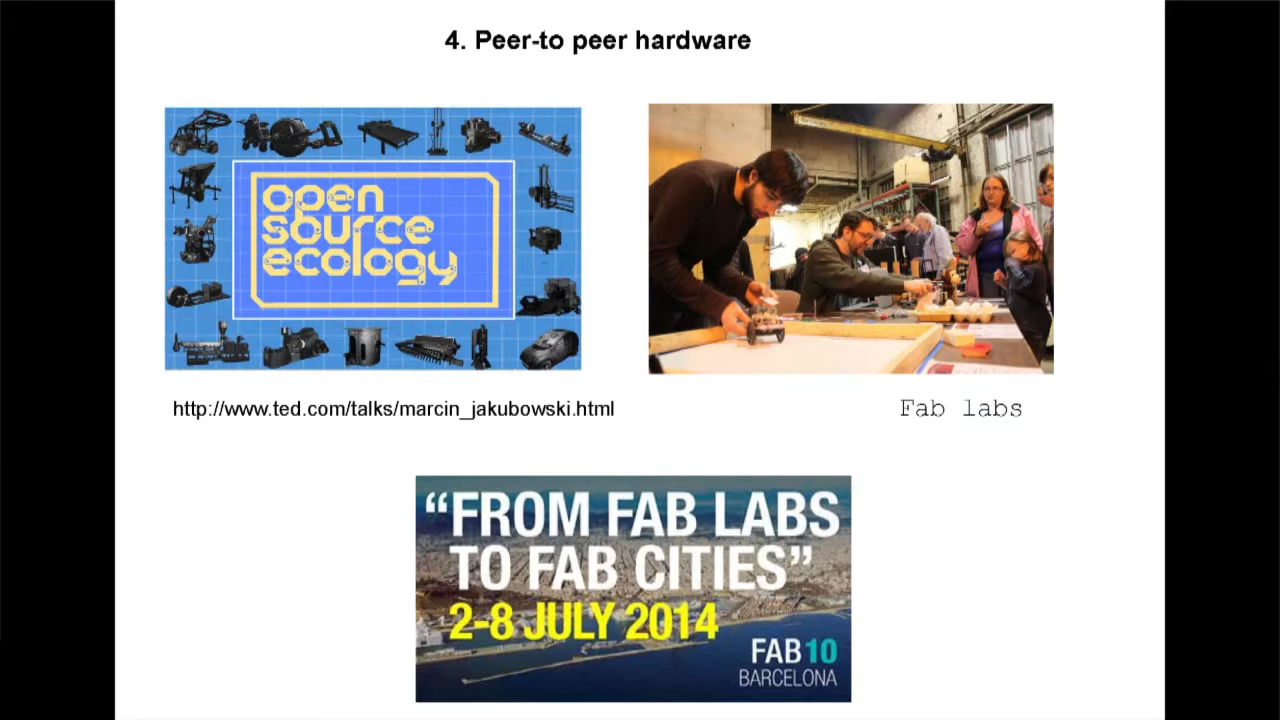 4. Peer-to peer hardware
open
source
ecology
http://www.ted.com/talks/marcin_jakubowski.html
Fab labs
“FROM FAB LABS
TO FAB CITIES”
2-8 JULY 2014
FAB10
BARCELONA